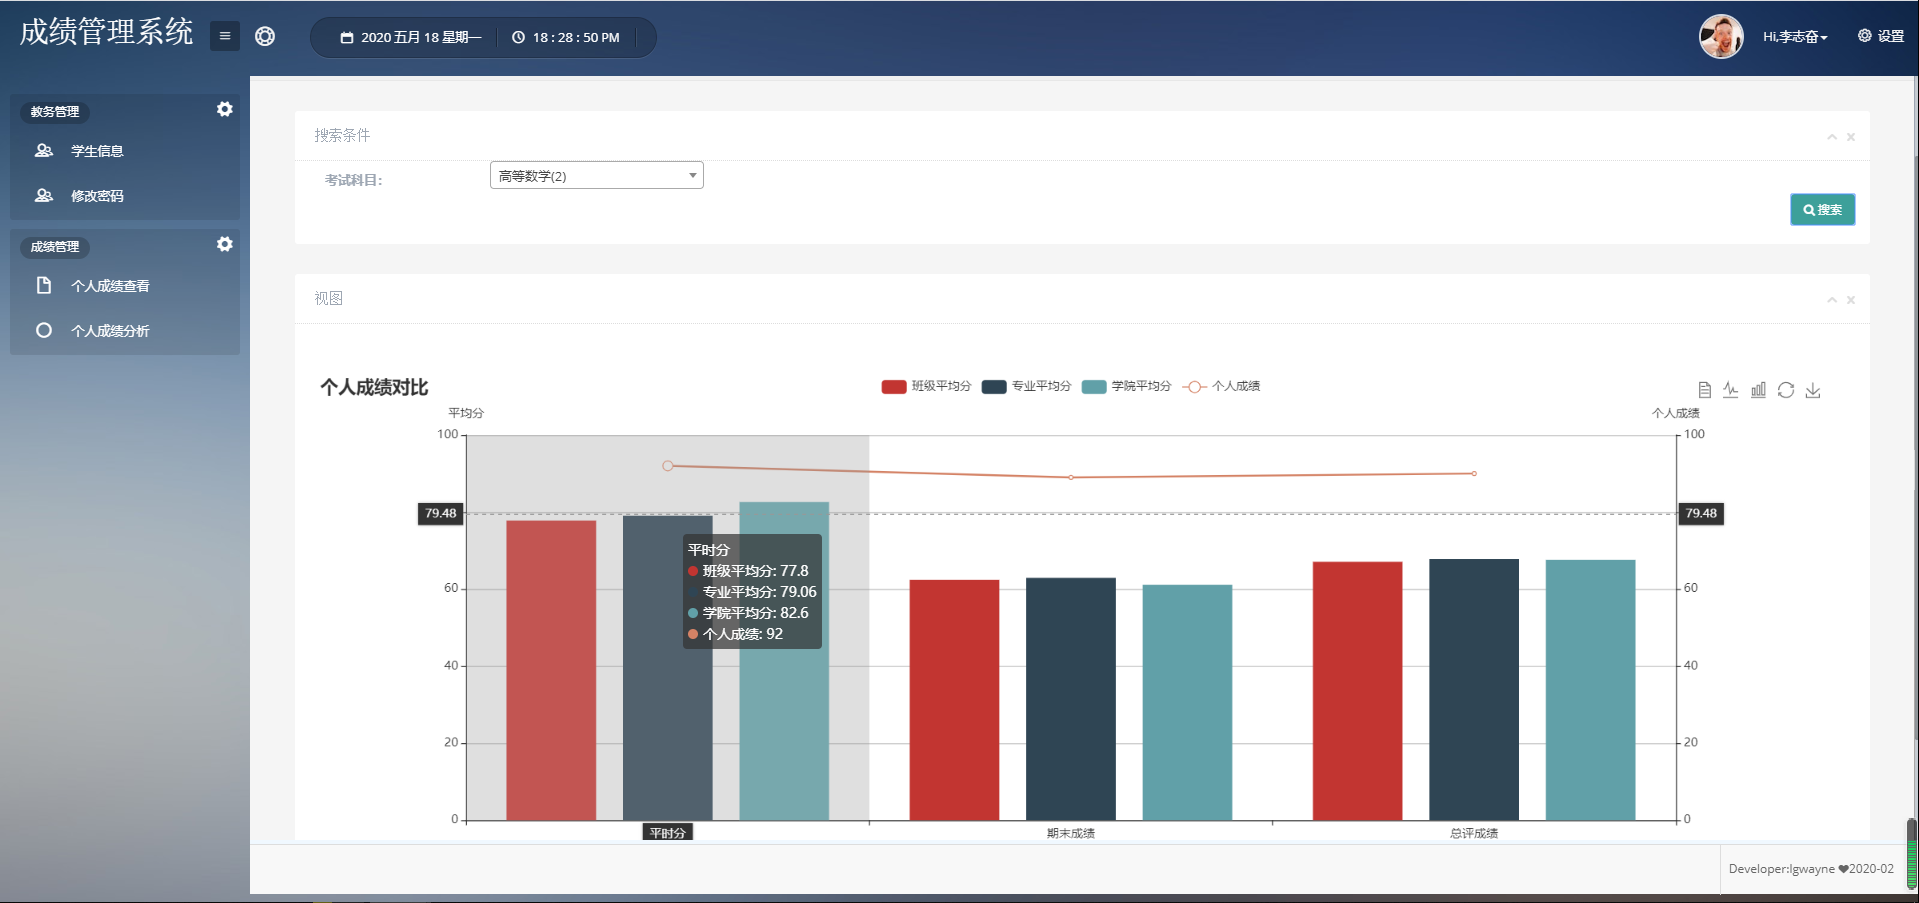 成绩管理系统
2020 五月 18 星期一
18 : 28 : 50 PM
Hi,李志奋
设置
教务管理
学生信息
修改密码
成绩管理
个人成绩查看
个人成绩分析
搜索条件
考试科目:
高等数学(2)
搜索
视图
个人成绩对比
班级平均分 专业平均分 学院平均分 个人成绩
平均分
个人成绩
100
100
79.48
79.48
平时分
班级平均分: 77.8
专业平均分: 79.06
学院平均分: 82.6
个人成绩: 92
60
60
40
40
20
20
0
0
平时分
期末成绩
总评成绩
Developer:lgwayne ❤2020-02